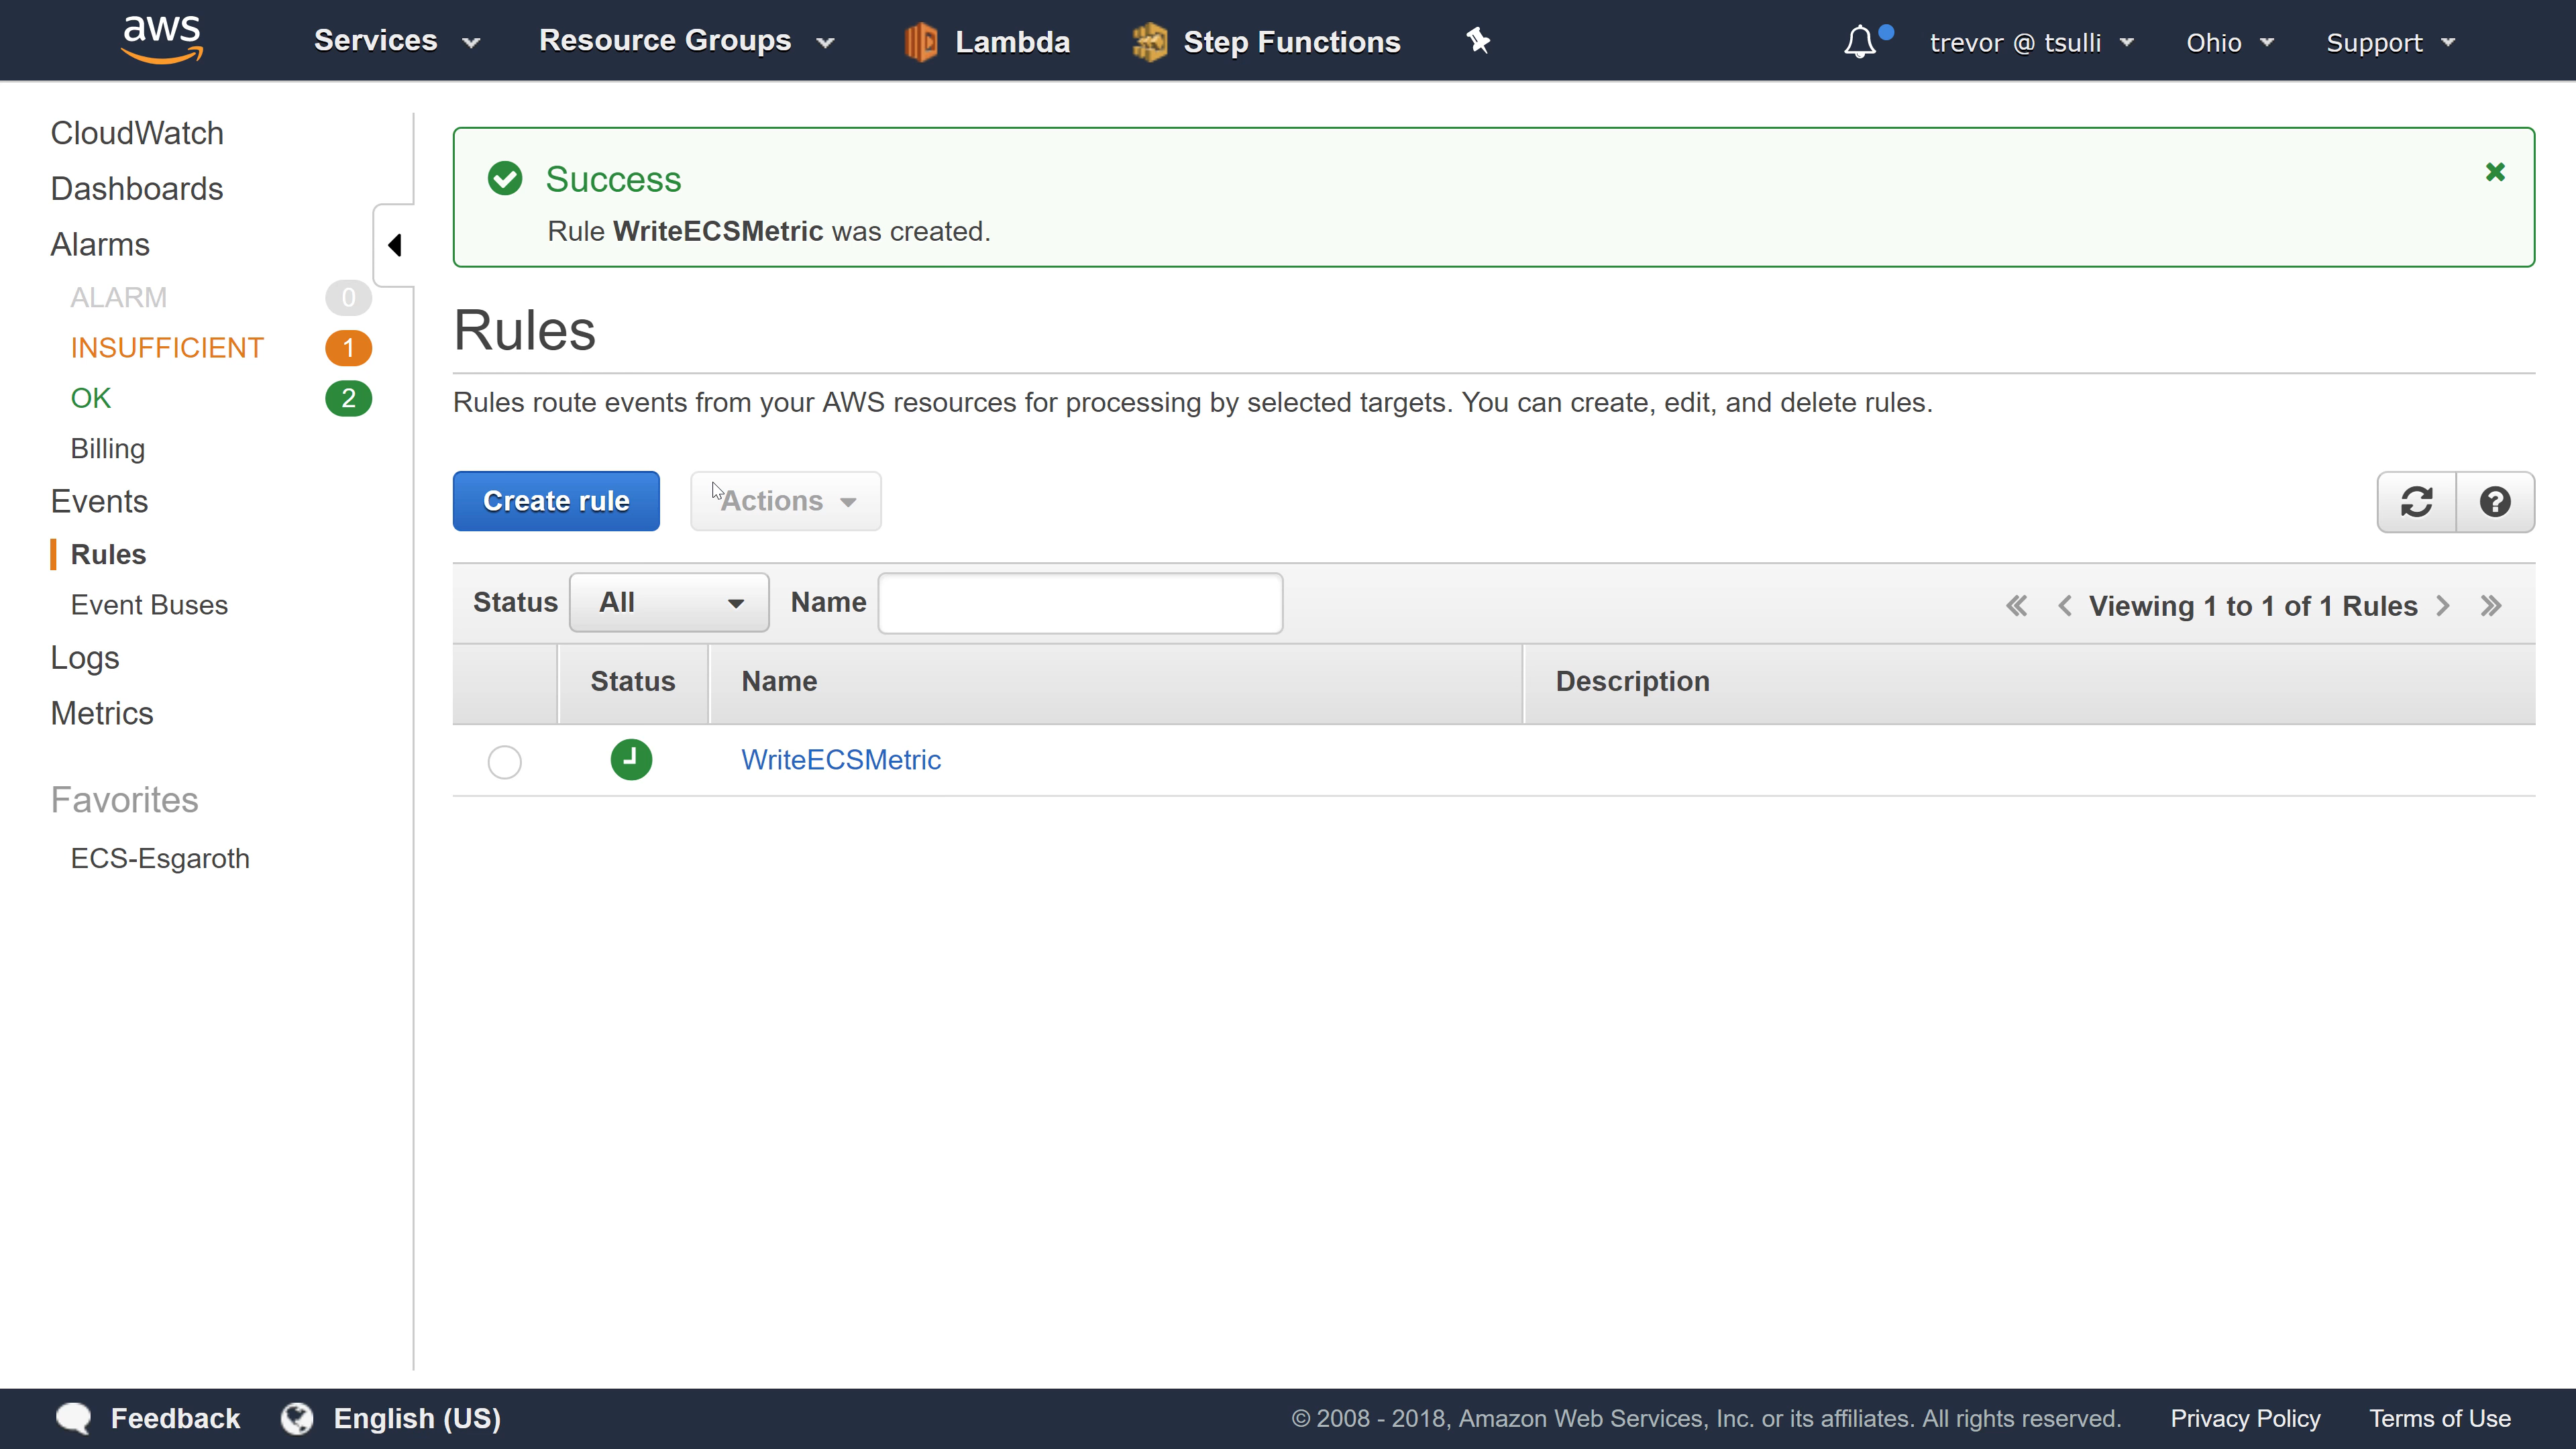 aws
Services
Resource Groups
Lambda
Step Functions
trevor @ tsulli
Ohio
Support
CloudWatch
Dashboards
Alarms
ALARM 0
INSUFFICIENT 1
OK 2
Billing
Events
Rules
Event Buses
Logs
Metrics
Favorites
ECS-Esgaroth
Success
Rule WriteECSMetric was created.
Rules
Rules route events from your AWS resources for processing by selected targets. You can create, edit, and delete rules.
Create rule
Actions
Status All Name
Viewing 1 to 1 of 1 Rules
Status Name Description
WriteECSMetric
Feedback
English (US)
© 2008 - 2018, Amazon Web Services, Inc. or its affiliates. All rights reserved.
Privacy Policy
Terms of Use